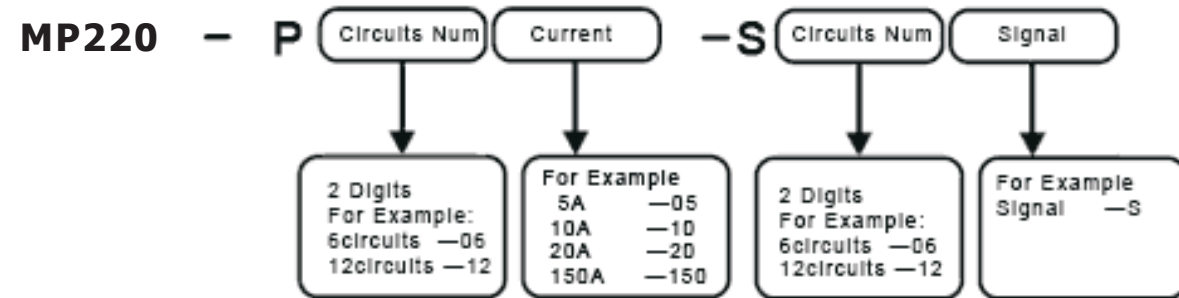 MP220 - P Circuits Num Current -S Circuits Num Signal
2 Digits
For Example:
6circuits —06
12circuits —12
For Example
5A —05
10A —10
20A —20
150A —150
2 Digits
For Example:
6circuits —06
12circuits —12
For Example
Signal —S